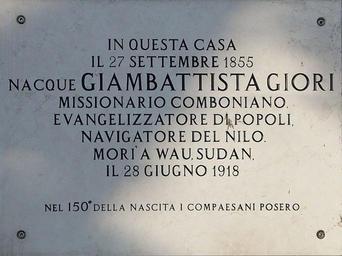 IN QUESTA CASA
IL 27 SETTEMBRE 1855
NACQUE GIAMBATTISTA GIORI
MISSIONARIO COMBONIANO.
EVANGELIZZATORE DI POPOLI,
NAVIGATORE DEL NILO.
MORI' A WAU, SUDAN,
IL 28 GIUGNO 1918
NEL 150° DELLA NASCITA I COMPAESANI POSERO